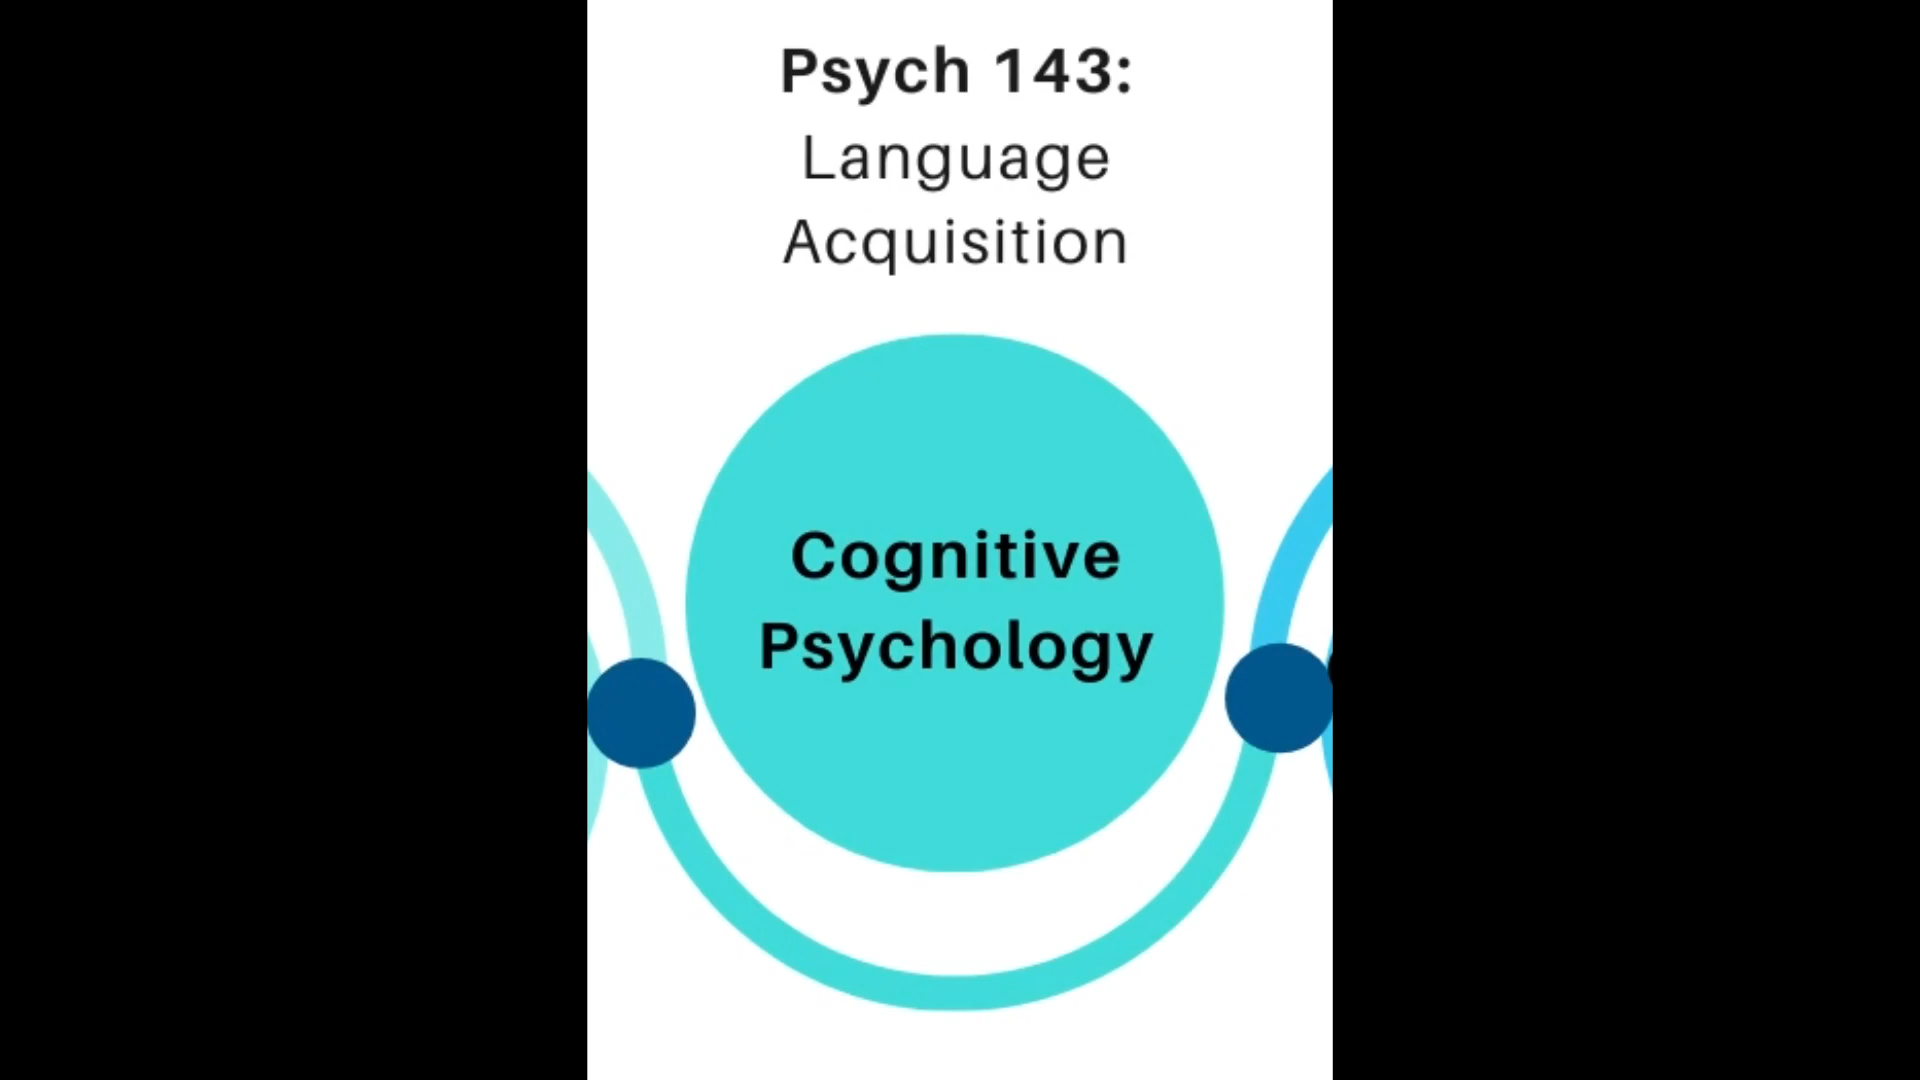 Psych 143:
Language
Acquisition
Cognitive
Psychology